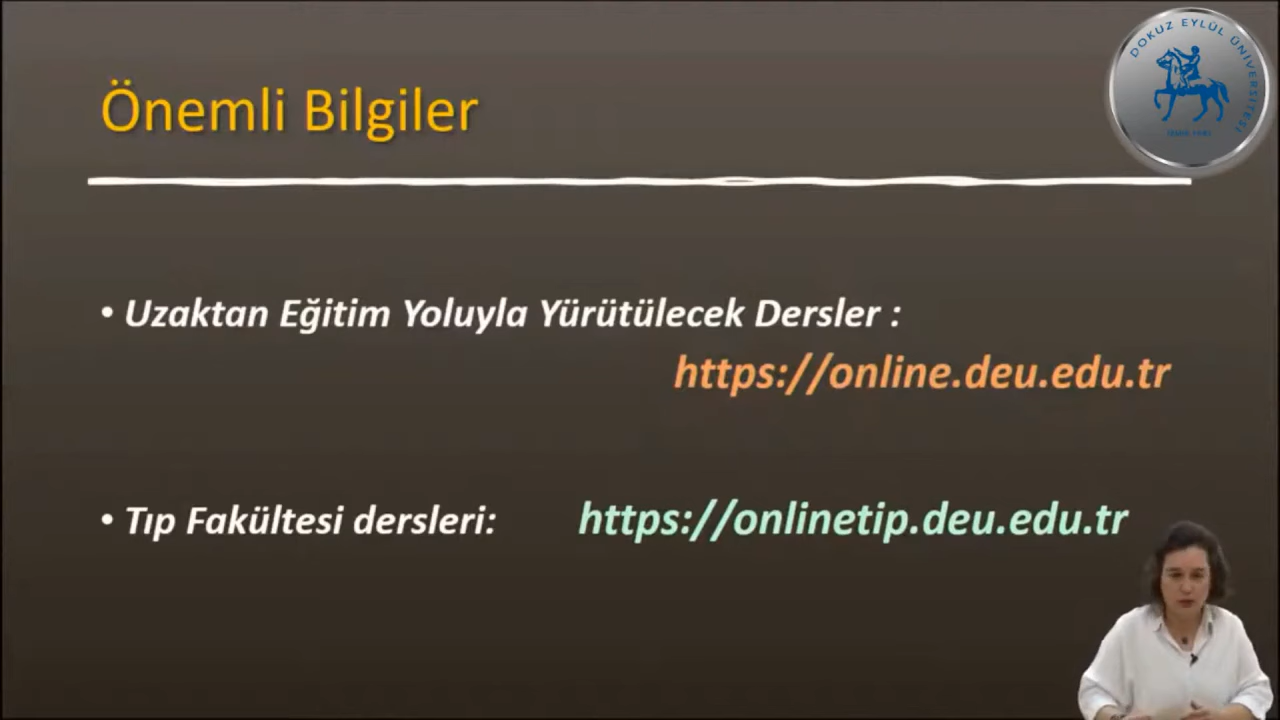 DOKUZ EYLÜL ÜNİVERSİTESİ
Önemli Bilgiler
• Uzaktan Eğitim Yoluyla Yürütülecek Dersler :
https://online.deu.edu.tr
• Tıp Fakültesi dersleri: https://onlinetip.deu.edu.tr